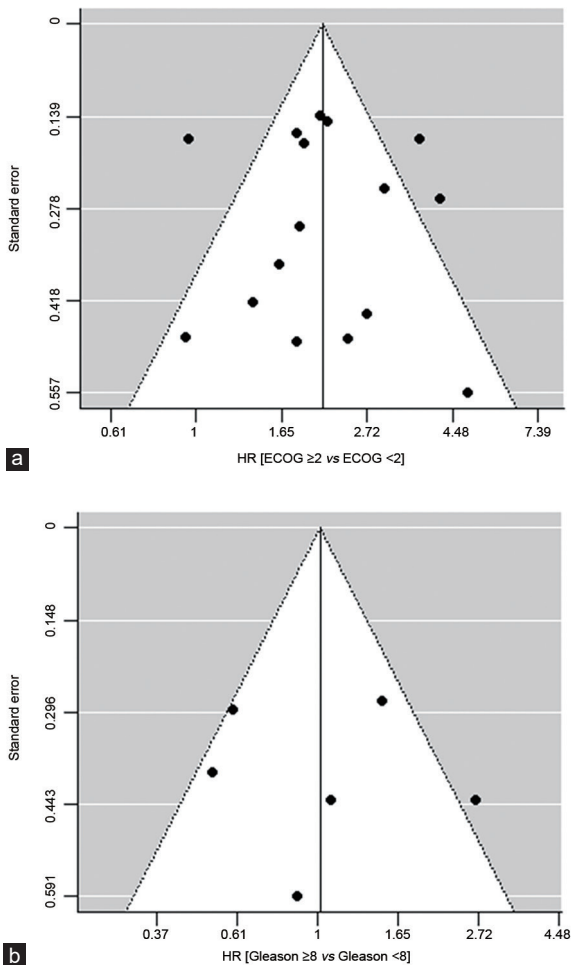 0
0.139
0.278
0.418
0.557
Standard error
0.61 1 1.65 2.72 4.48 7.39
HR [ECOG ≥2 vs ECOG <2]
a
0
0.148
0.296
0.443
0.591
Standard error
0.37 0.61 1 1.65 2.72 4.48
HR [Gleason ≥8 vs Gleason <8]
b